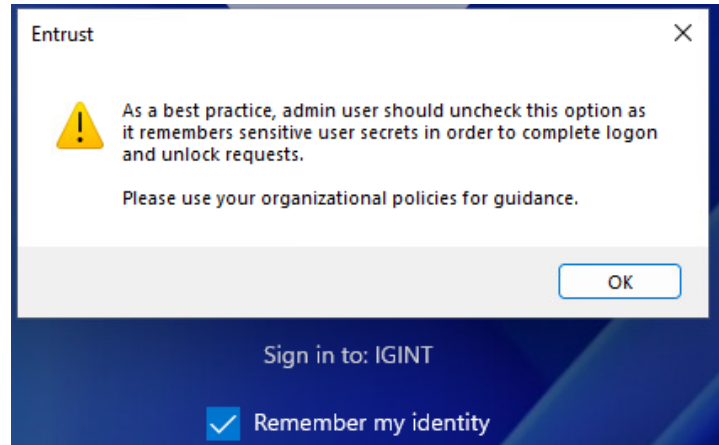 Entrust
As a best practice, admin user should uncheck this option as
it remembers sensitive user secrets in order to complete logon
and unlock requests.
Please use your organizational policies for guidance.
OK
Sign in to: IGINT
Remember my identity